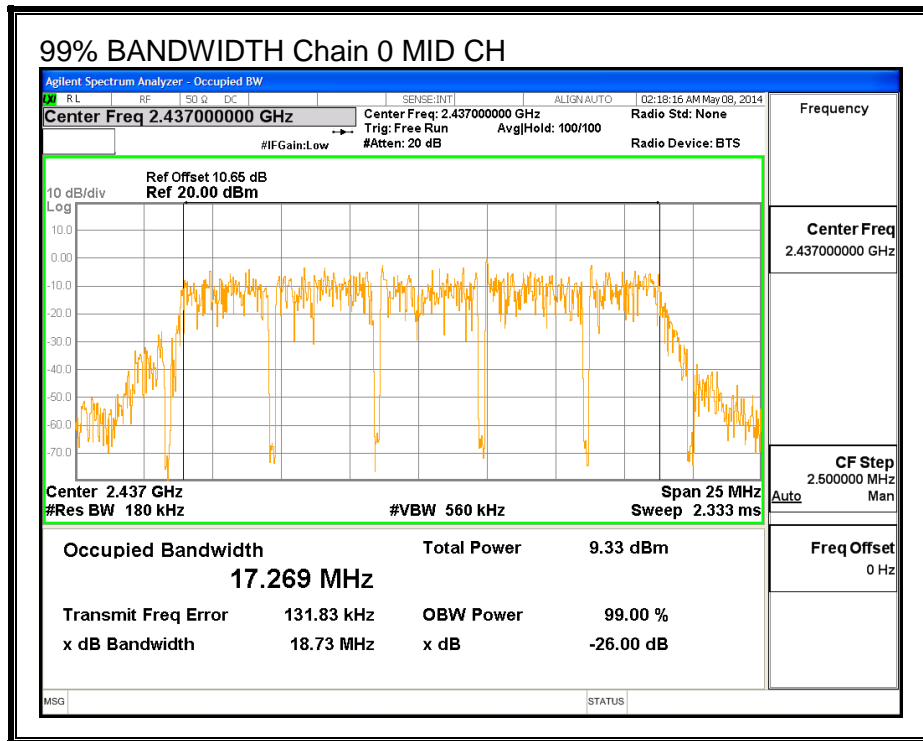 99% BANDWIDTH Chain 0 MID CH
Agilent Spectrum Analyzer - Occupied BW
LXI RL RF 50 Ω DC SENSE:INT ALIGN AUTO 02:18:16 AM May 08, 2014
Center Freq 2.437000000 GHz
Center Freq: 2.437000000 GHz Radio Std: None
Trig: Free Run Avg|Hold: 100/100
#IFGain:Low #Atten: 20 dB Radio Device: BTS
Ref Offset 10.65 dB
10 dB/div Ref 20.00 dBm
Log
10.0
0.00
-10.0
-20.0
-30.0
-40.0
-50.0
-60.0
-70.0
Center 2.437 GHz Span 25 MHz
#Res BW 180 kHz #VBW 560 kHz Sweep 2.333 ms
Occupied Bandwidth Total Power 9.33 dBm
17.269 MHz
Transmit Freq Error 131.83 kHz OBW Power 99.00 %
x dB Bandwidth 18.73 MHz x dB -26.00 dB
MSG STATUS
Frequency
Center Freq
2.437000000 GHz
CF Step
2.500000 MHz
Auto Man
Freq Offset
0 Hz